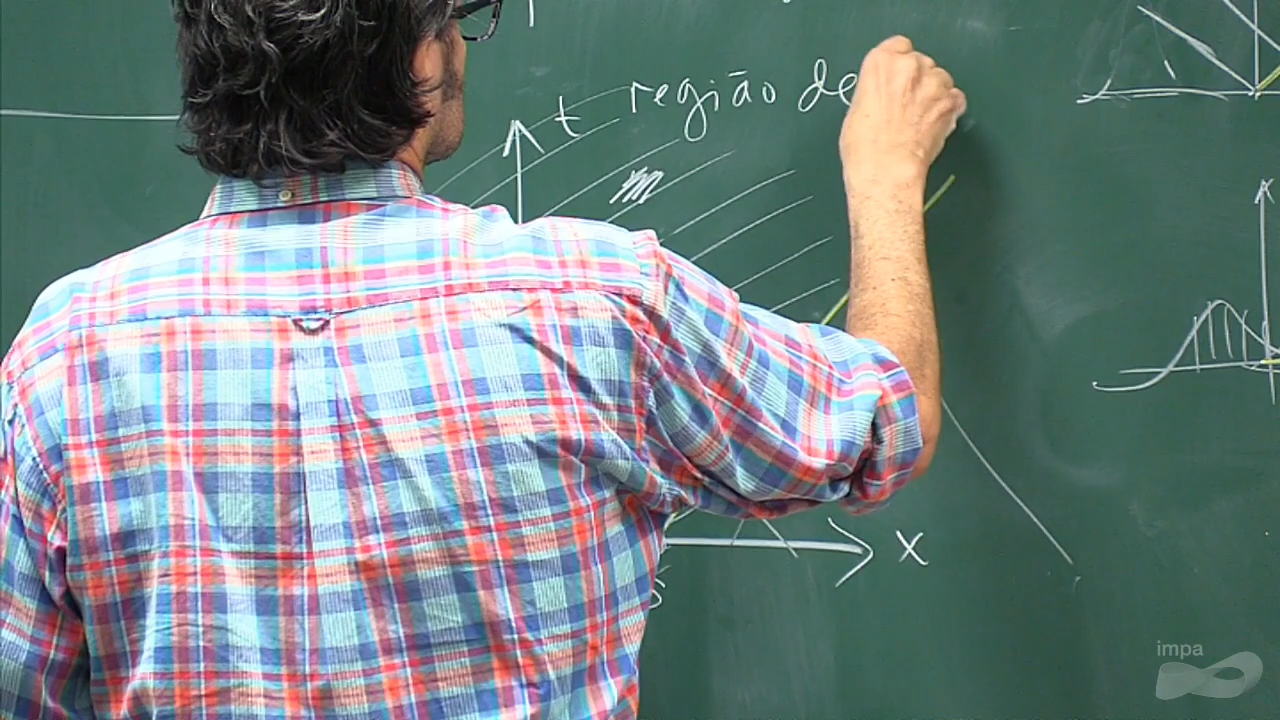 t região de
x
impa